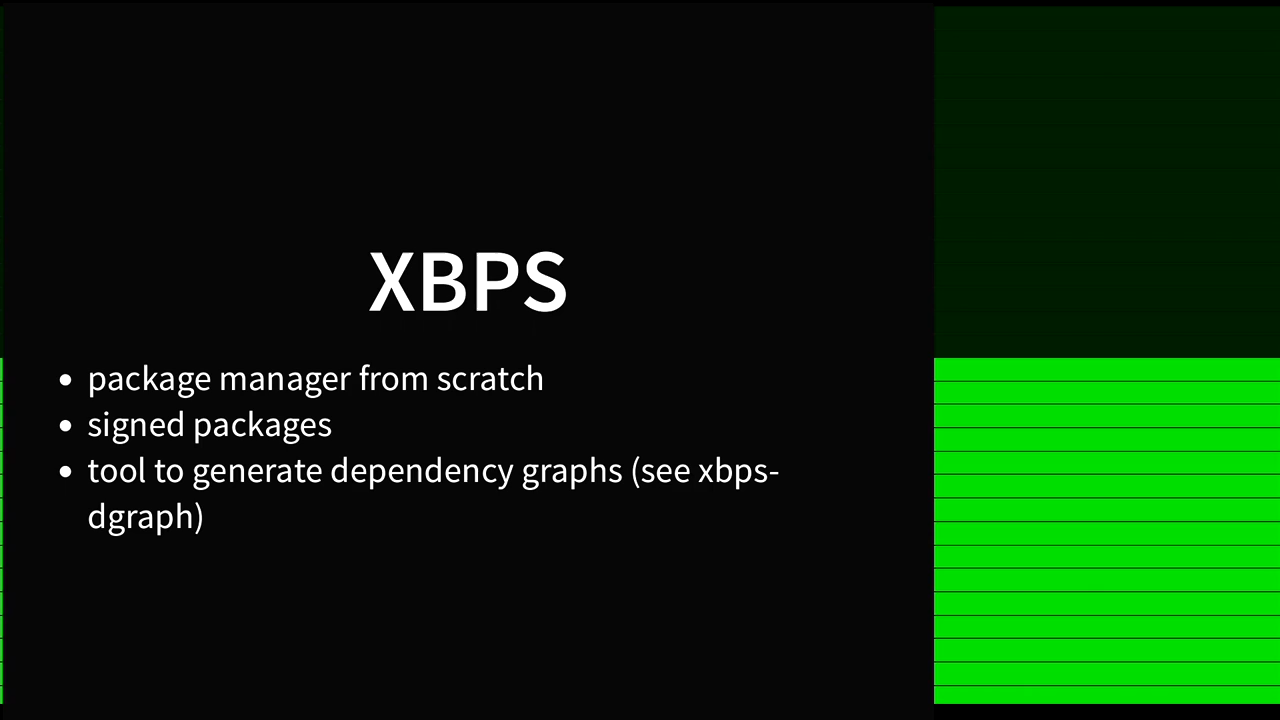 XBPS
• package manager from scratch
• signed packages
• tool to generate dependency graphs (see xbps-
dgraph)